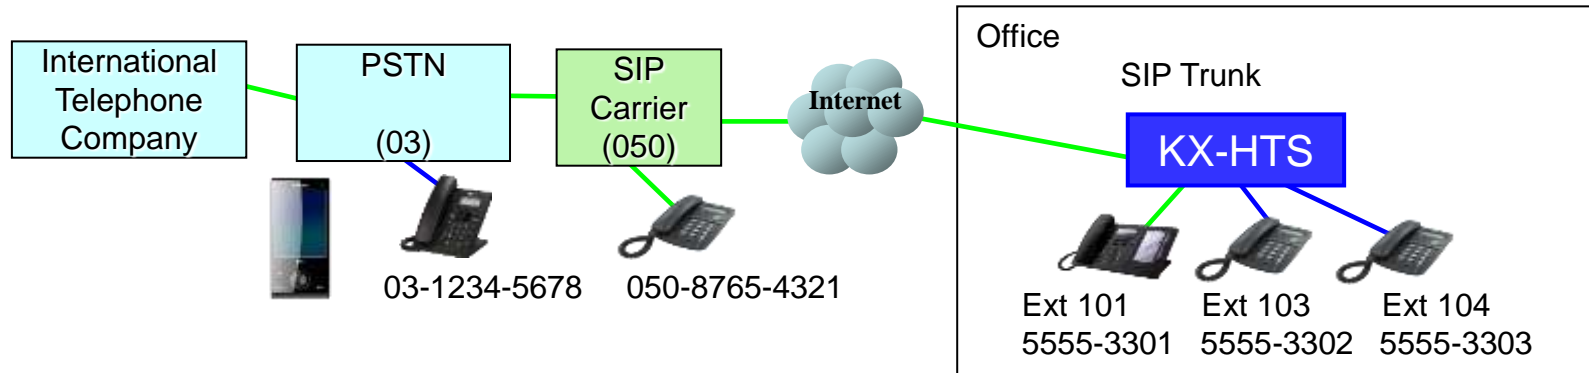 International
Telephone
Company
PSTN
(03)
SIP
Carrier
(050)
Internet
Office
SIP Trunk
KX-HTS
03-1234-5678
050-8765-4321
Ext 101
5555-3301
Ext 103
5555-3302
Ext 104
5555-3303